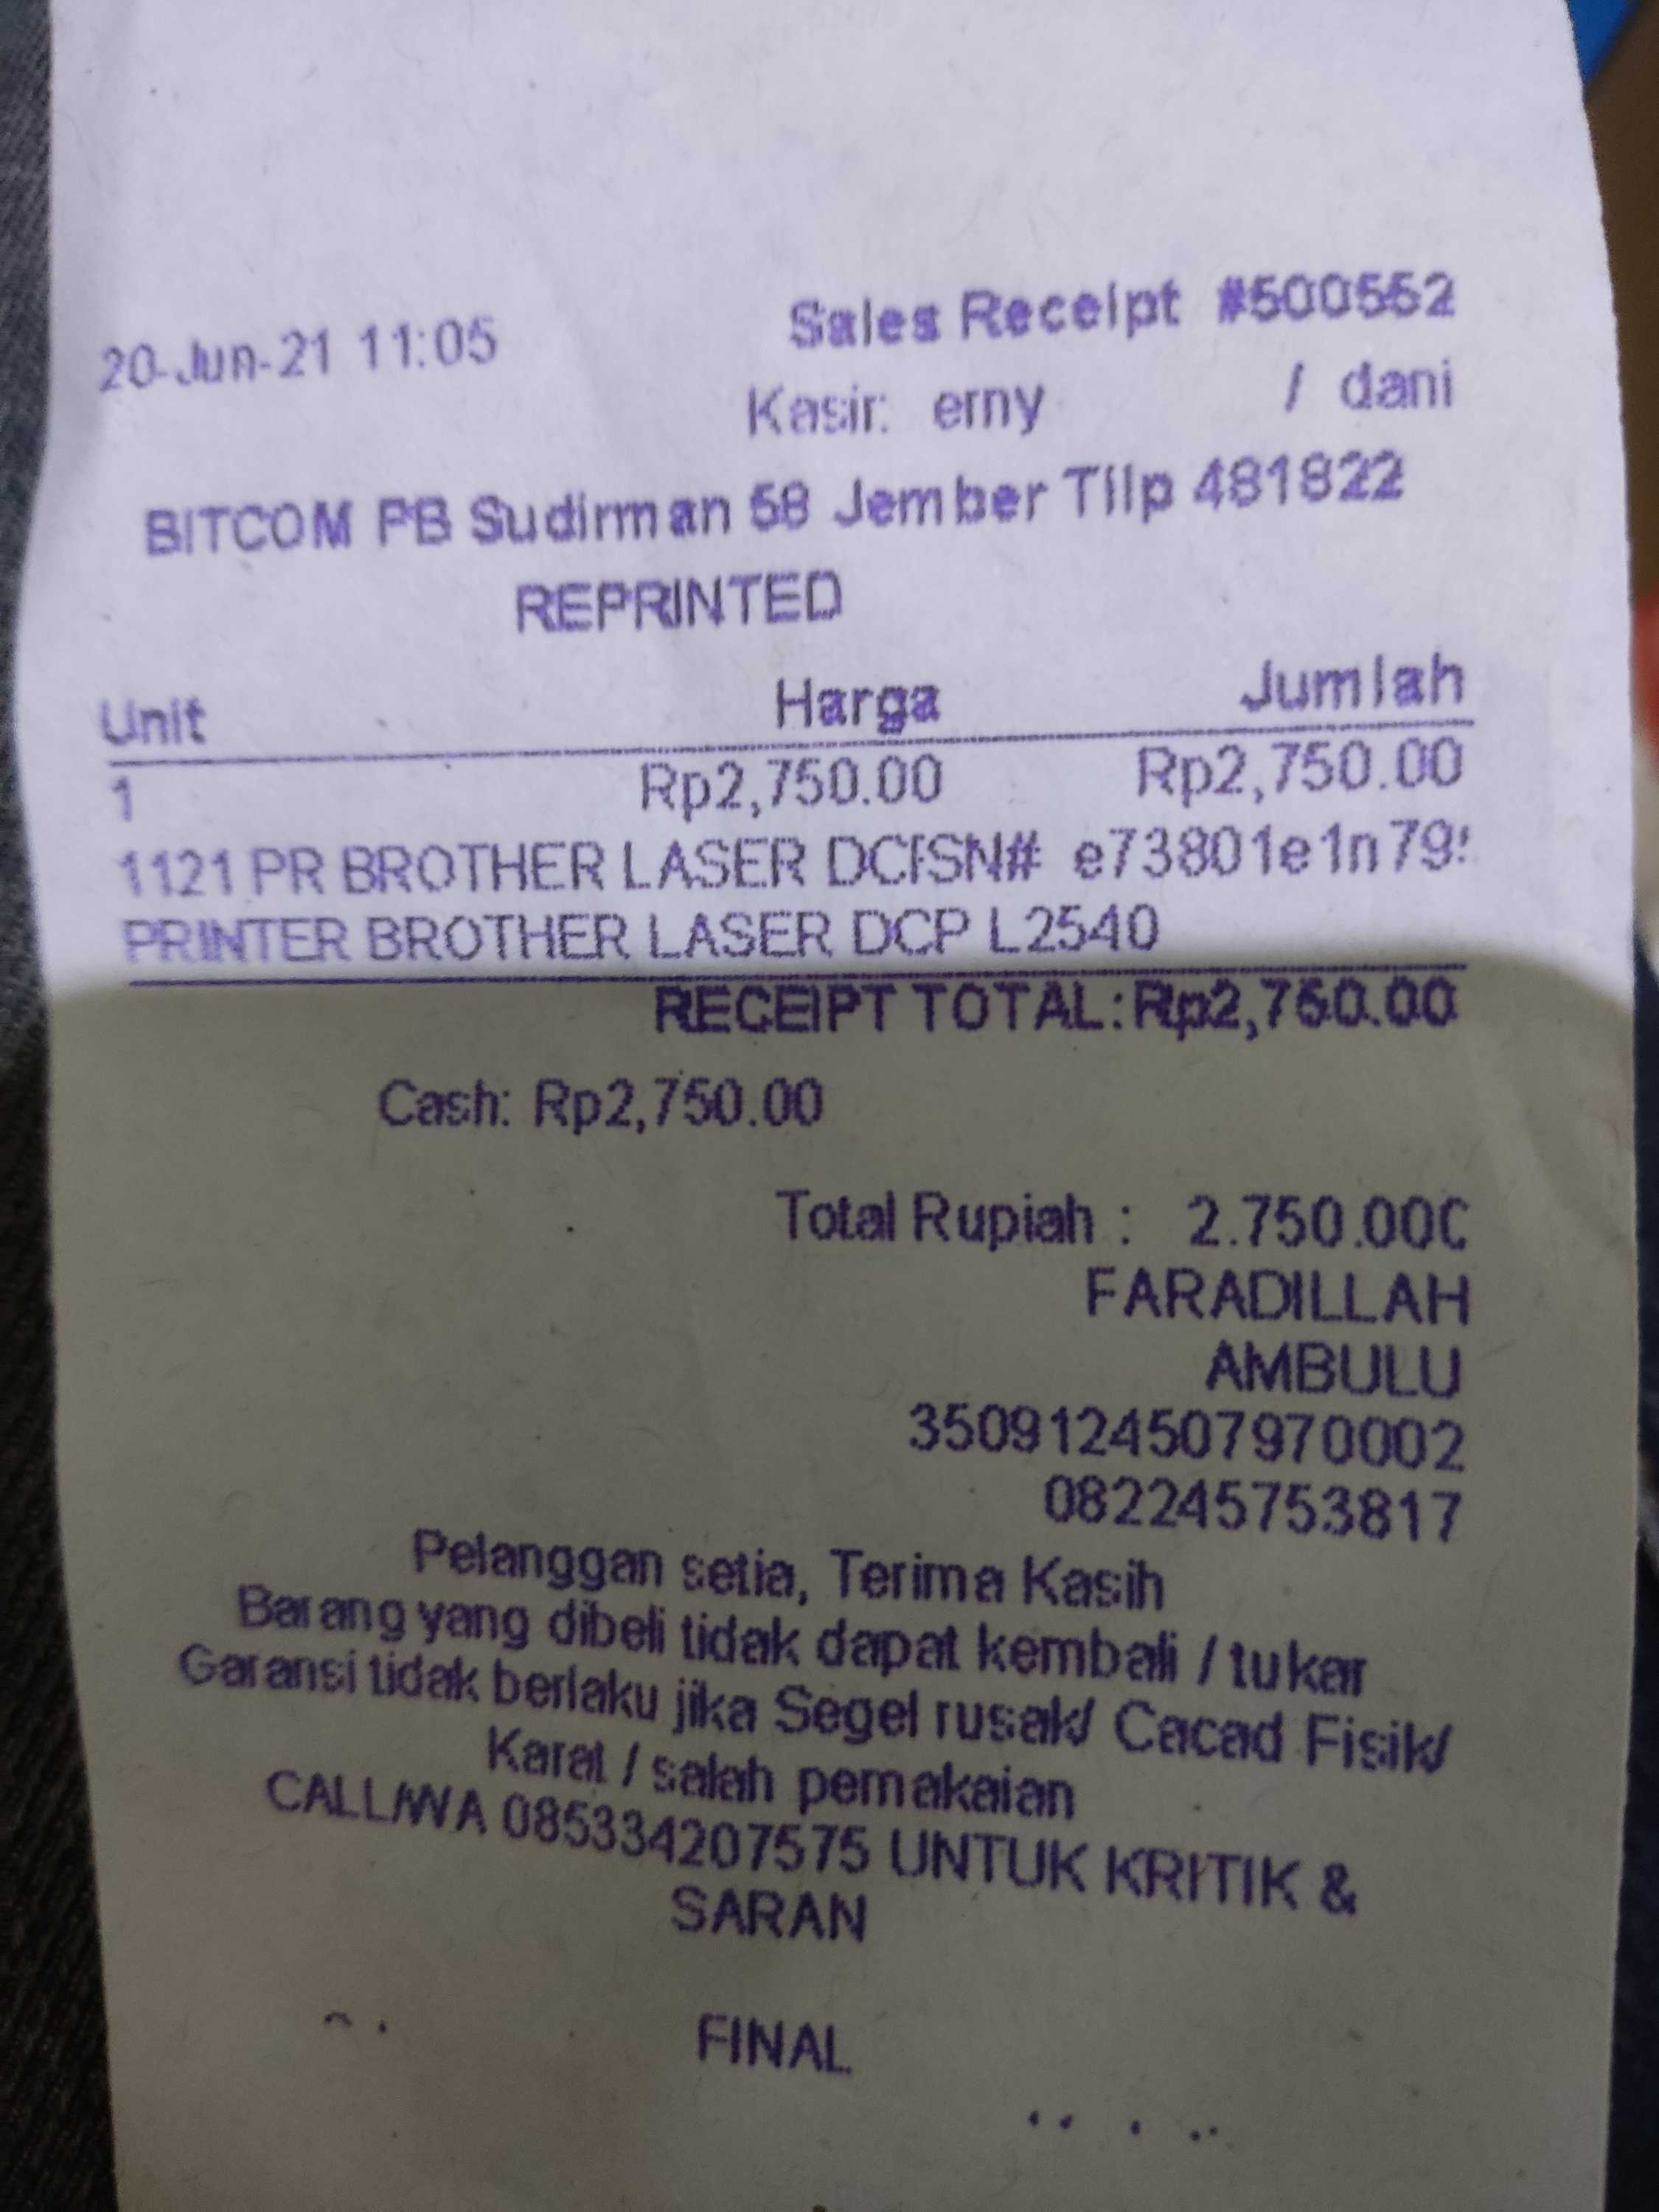 20-Jun-21 11:05 Sales Receipt #500552
Kasir: erny / dani
BITCOM PB Sudirman 58 Jember Tllp 481822
REPRINTED
Unit Harga Jumlah
1 Rp2,750.00 Rp2,750.00
1121 PR BROTHER LASER
PRINTER BROTHER LASER DCP L2540
RECEIPT TOTAL: Rp2,750.00
Cash: Rp2,750.00
Total Rupiah : 2.750.000
FARADILLAH
AMBULU
3509124507970002
082245753817
Pelanggan setia, Terima Kasih
Barang yang dibeli tidak dapat kembali / tukar
Garansi tidak berlaku jika Segel rusak/ Cacad Fisik/
Karat / salah pemakaian
CALL/WA 085334207575 UNTUK KRITIK &
SARAN
FINAL